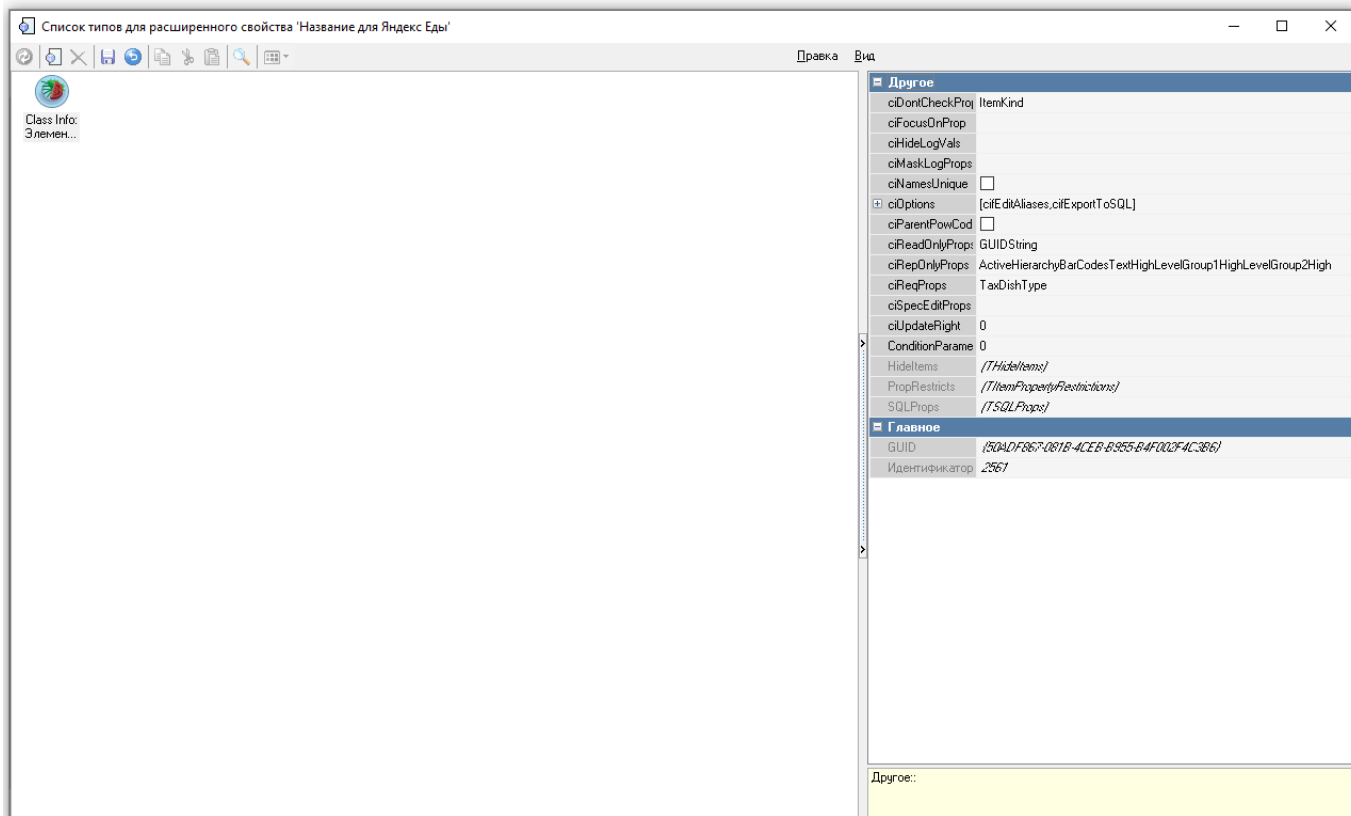 Список типов для расширенного свойства 'Название для Яндекс Еды'
Правка Вид
Class Info:
Элемен...
Другое
ciDontCheckProp ItemKind
ciFocusOnProp
ciHideLogVals
ciMaskLogProps
ciNamesUnique
ciOptions [cifEditAliases,cifExportToSQL]
ciParentPowCod
ciReadOnlyProps GUIDString
ciRepOnlyProps ActiveHierarchyBarCodesTextHighLevelGroup1HighLevelGroup2High
ciReqProps TaxDishType
ciSpecEditProps
ciUpdateRight 0
ConditionParame 0
HideItems (THideItems)
PropRestricts (TItemPropertyRestrictions)
SQLProps (TSQLProps)
Главное
GUID {50ADF867-081B-4CEB-B955-B4F002F4C3B6}
Идентификатор 2561
Другое::